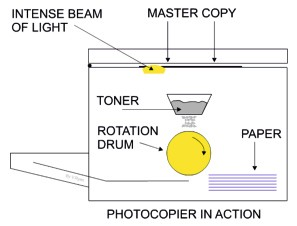 INTENSE BEAM
OF LIGHT
MASTER COPY
TONER
ROTATION
DRUM
PAPER
PHOTOCOPIER IN ACTION